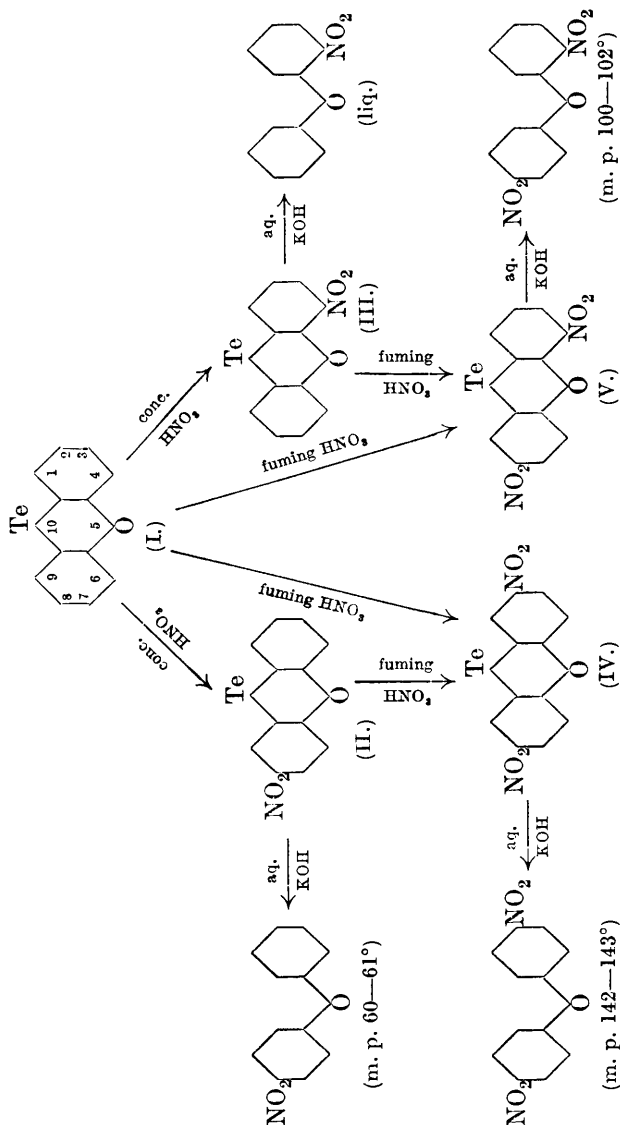 Te
9 10 1
8 2
7 3
6 5 4
O
(I.)
conc.
HNO₃
conc.
HNO₃
fuming HNO₃
fuming HNO₃
NO₂
O
(m. p. 60—61°)
aq.
KOH
NO₂
Te
O
(II.)
Te
NO₂
O
(III.)
aq.
KOH
NO₂
O
(liq.)
fuming
HNO₃
fuming
HNO₃
NO₂
NO₂
O
(m. p. 142—143°)
aq.
KOH
NO₂
Te
NO₂
O
(IV.)
NO₂
Te
NO₂
O
(V.)
aq.
KOH
NO₂
NO₂
O
(m. p. 100—102°)